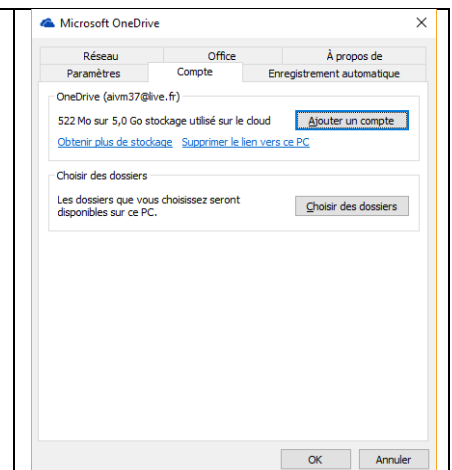 Microsoft OneDrive
Réseau Office À propos de
Paramètres Compte Enregistrement automatique
OneDrive (aivm37@live.fr)
522 Mo sur 5,0 Go stockage utilisé sur le cloud Ajouter un compte
Obtenir plus de stockage Supprimer le lien vers ce PC
Choisir des dossiers
Les dossiers que vous choisissez seront
disponibles sur ce PC.
Choisir des dossiers
OK Annuler